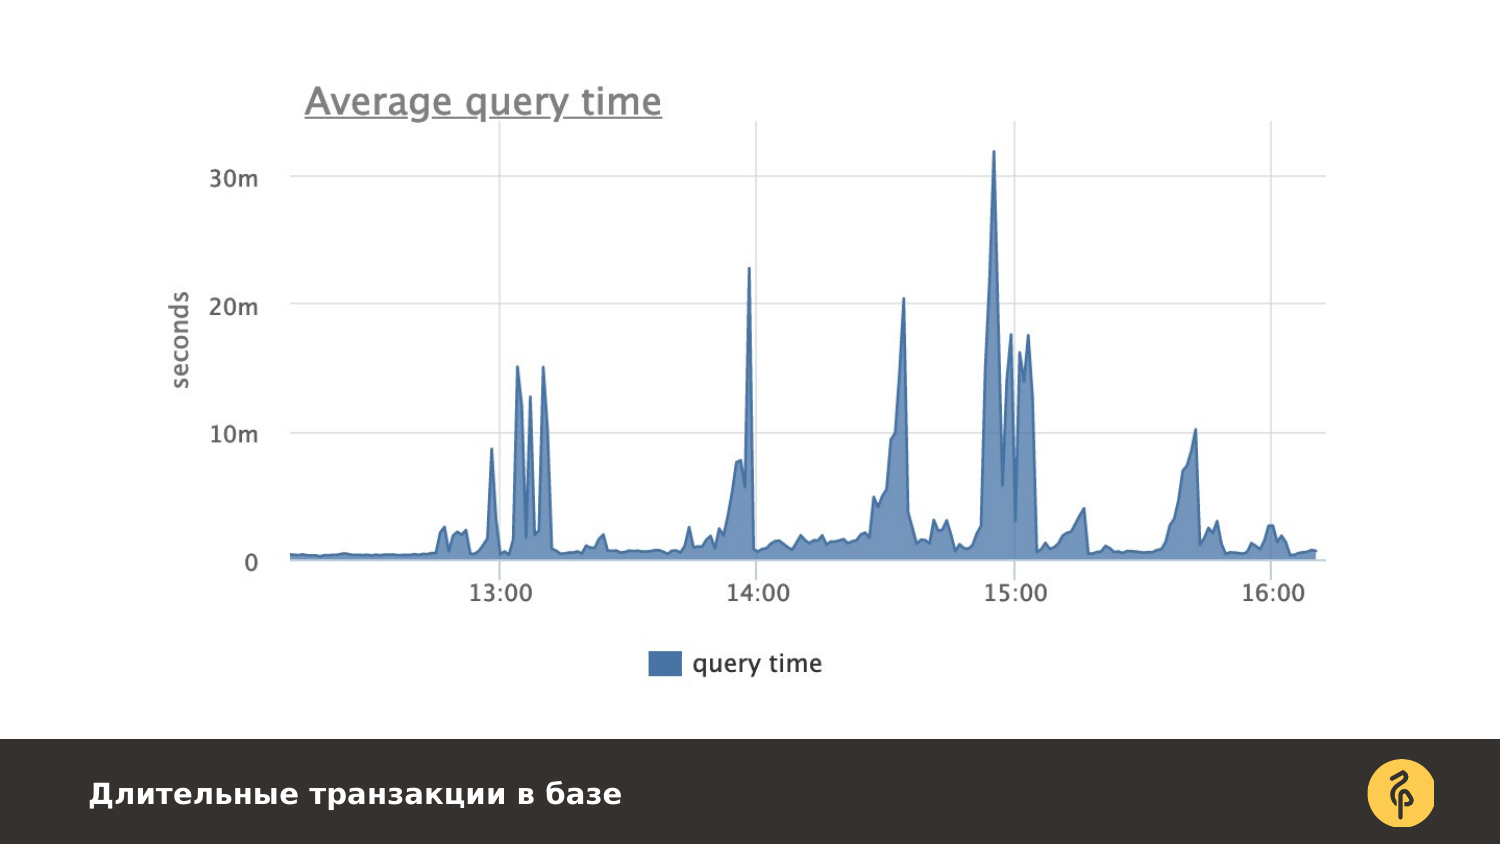 Average query time
30m
20m
10m
0
seconds
13:00 14:00 15:00 16:00
query time
Длительные транзакции в базе